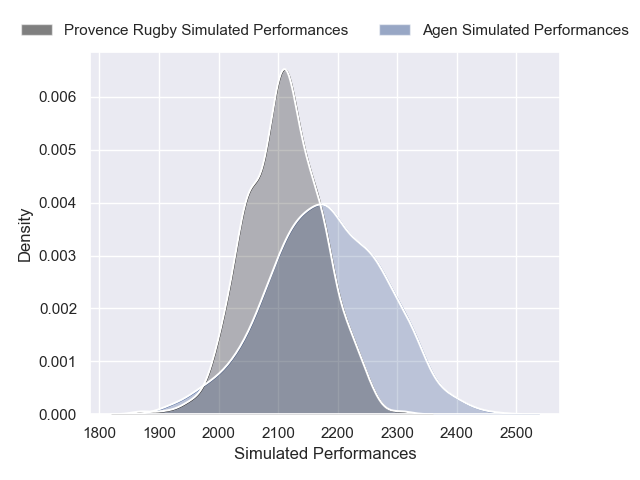 Provence Rugby Simulated Performances
Agen Simulated Performances
Density
0.006
0.005
0.004
0.003
0.002
0.001
0.000
1800 1900 2000 2100 2200 2300 2400 2500
Simulated Performances